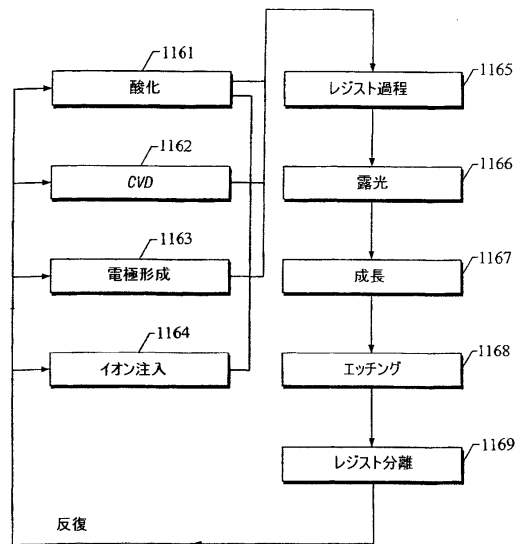 1161
酸化
1162
CVD
1163
電極形成
1164
イオン注入
1165
レジスト過程
1166
露光
1167
成長
1168
エッチング
1169
レジスト分離
反復